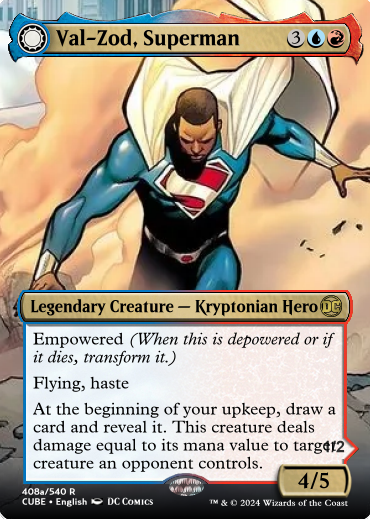 Val-Zod, Superman 3
Legendary Creature — Kryptonian Hero DC
Empowered (When this is depowered or if
it dies, transform it.)
Flying, haste
At the beginning of your upkeep, draw a
card and reveal it. This creature deals
damage equal to its mana value to target
creature an opponent controls.
1/2
4/5
408a/540 R
CUBE • English DC Comics
™ & © 2024 Wizards of the Coast